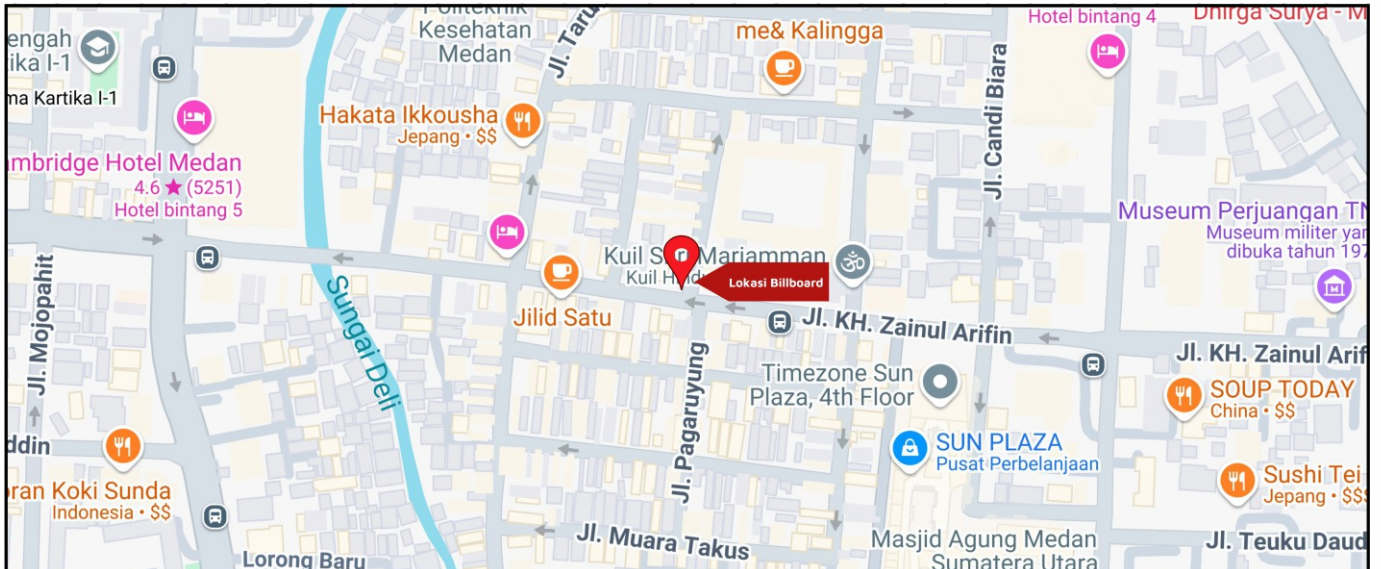 Politeknik
Kesehatan
Medan
Jl. Taru
me& Kalingga
Hotel bintang 4
Dhirga Surya - M
engah
ika I-1
ma Kartika I-1
Hakata Ikkousha
Jepang • $$
Jl. Candi Biara
ambridge Hotel Medan
4.6 ★ (5251)
Hotel bintang 5
Museum Perjuangan TN
Museum militer yan
dibuka tahun 197
Kuil Shri Mariamman
Kuil Hindu
Lokasi Billboard
Jl. Mojopahit
Sungai Deli
Jilid Satu
Jl. KH. Zainul Arifin
Jl. KH. Zainul Arif
Timezone Sun
Plaza, 4th Floor
SOUP TODAY
China • $$
Jl. Pagaruyung
SUN PLAZA
Pusat Perbelanjaan
ddin
oran Koki Sunda
Indonesia • $$
Sushi Tei
Jepang • $$$
Jl. Muara Takus
Masjid Agung Medan
Sumatera Utara
Jl. Teuku Daud
Lorong Baru